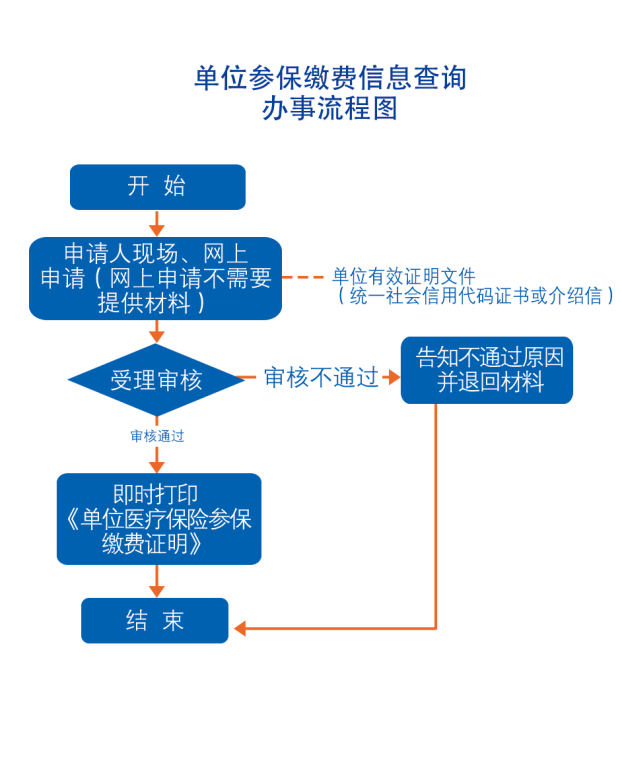 单位参保缴费信息查询
办事流程图
开 始
申请人现场、网上
申请（网上申请不需要
提供材料）
单位有效证明文件
（统一社会信用代码证书或介绍信）
受理审核
审核不通过
告知不通过原因
并退回材料
审核通过
即时打印
《单位医疗保险参保
缴费证明》
结 束